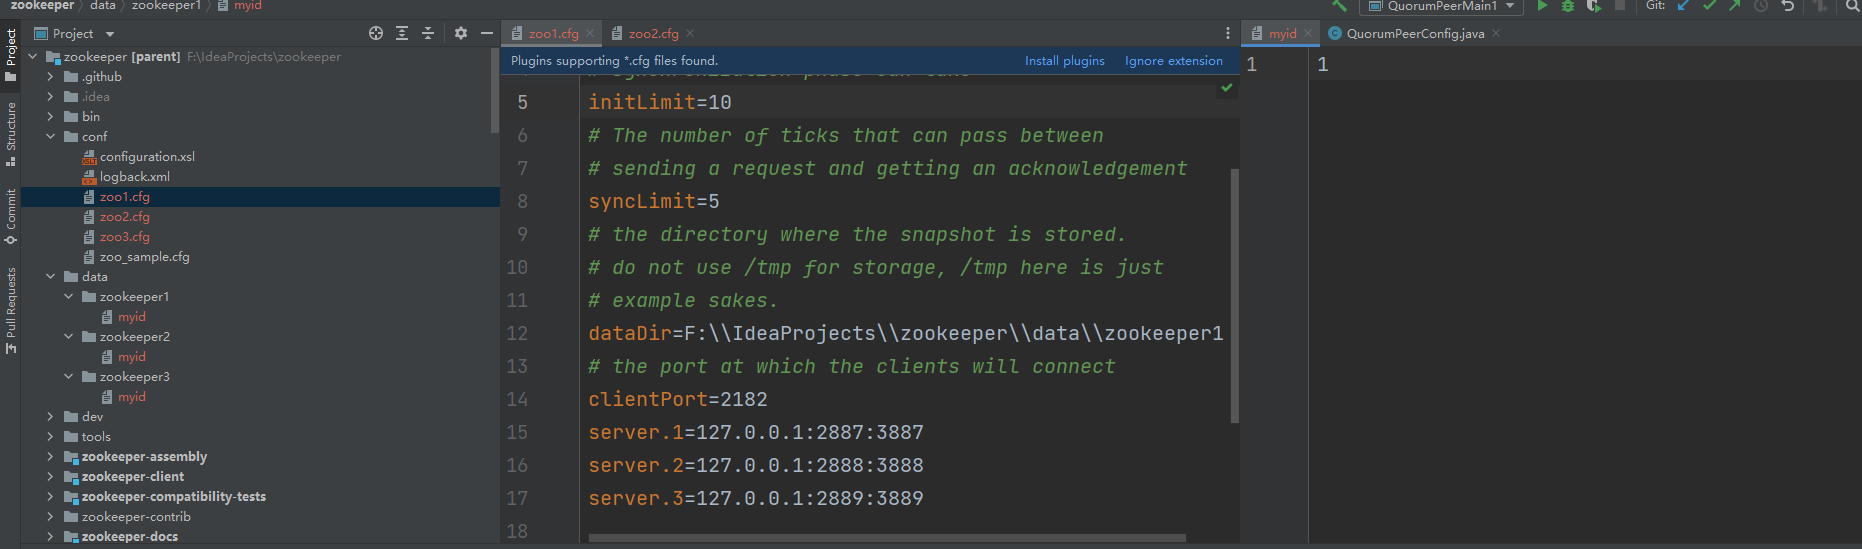 zookeeper data zookeeper1 myid
QuorumPeerMain1 Git:
Project
zoo1.cfg zoo2.cfg
myid QuorumPeerConfig.java
Project
Structure
Commit
Pull Requests
zookeeper [parent] F:\IdeaProjects\zookeeper
.github
.idea
bin
conf
configuration.xsl
logback.xml
zoo1.cfg
zoo2.cfg
zoo3.cfg
zoo_sample.cfg
data
zookeeper1
myid
zookeeper2
myid
zookeeper3
myid
dev
tools
zookeeper-assembly
zookeeper-client
zookeeper-compatibility-tests
zookeeper-contrib
zookeeper-docs
Plugins supporting *.cfg files found. Install plugins Ignore extension
# synchronization phase can take
5 initLimit=10
6 # The number of ticks that can pass between
7 # sending a request and getting an acknowledgement
8 syncLimit=5
9 # the directory where the snapshot is stored.
10 # do not use /tmp for storage, /tmp here is just
11 # example sakes.
12 dataDir=F:\\IdeaProjects\\zookeeper\\data\\zookeeper1
13 # the port at which the clients will connect
14 clientPort=2182
15 server.1=127.0.0.1:2887:3887
16 server.2=127.0.0.1:2888:3888
17 server.3=127.0.0.1:2889:3889
18
1 1